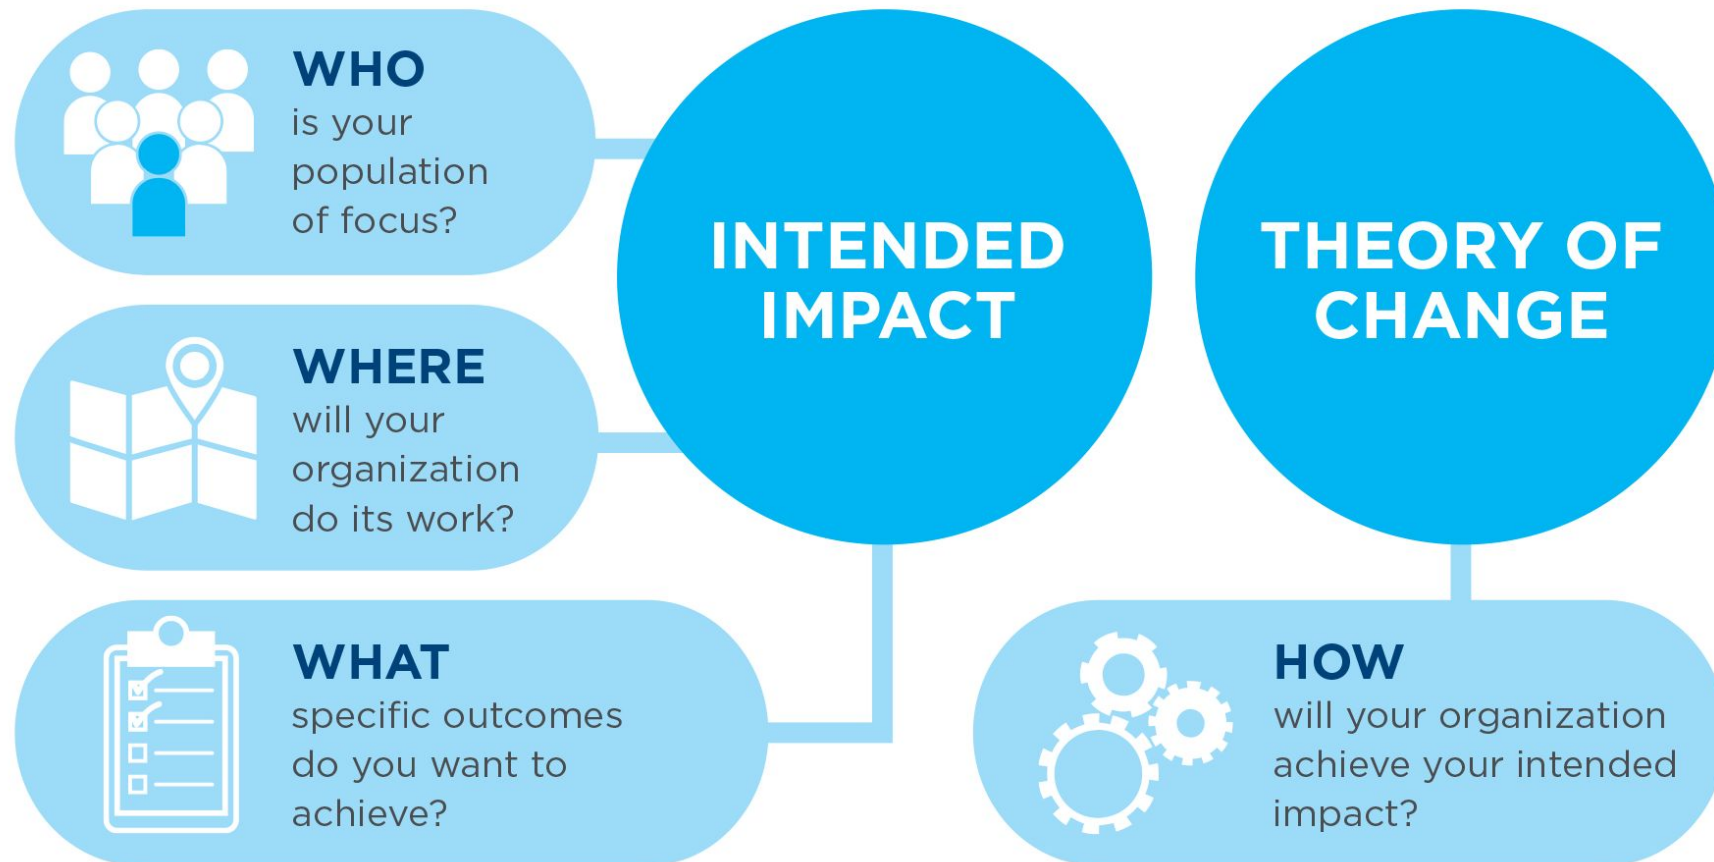 WHO
is your
population
of focus?
WHERE
will your
organization
do its work?
WHAT
specific outcomes
do you want to
achieve?
INTENDED
IMPACT
THEORY OF
CHANGE
HOW
will your organization
achieve your intended
impact?